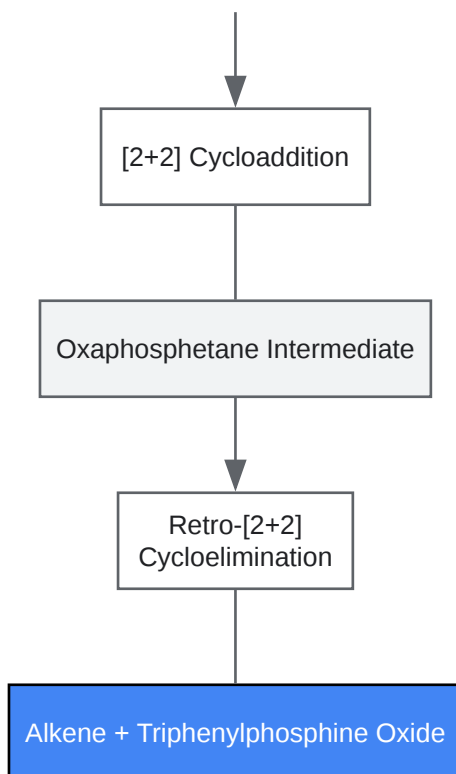 [2+2] Cycloaddition
Oxaphosphetane Intermediate
Retro-[2+2]
Cycloelimination
Alkene + Triphenylphosphine Oxide